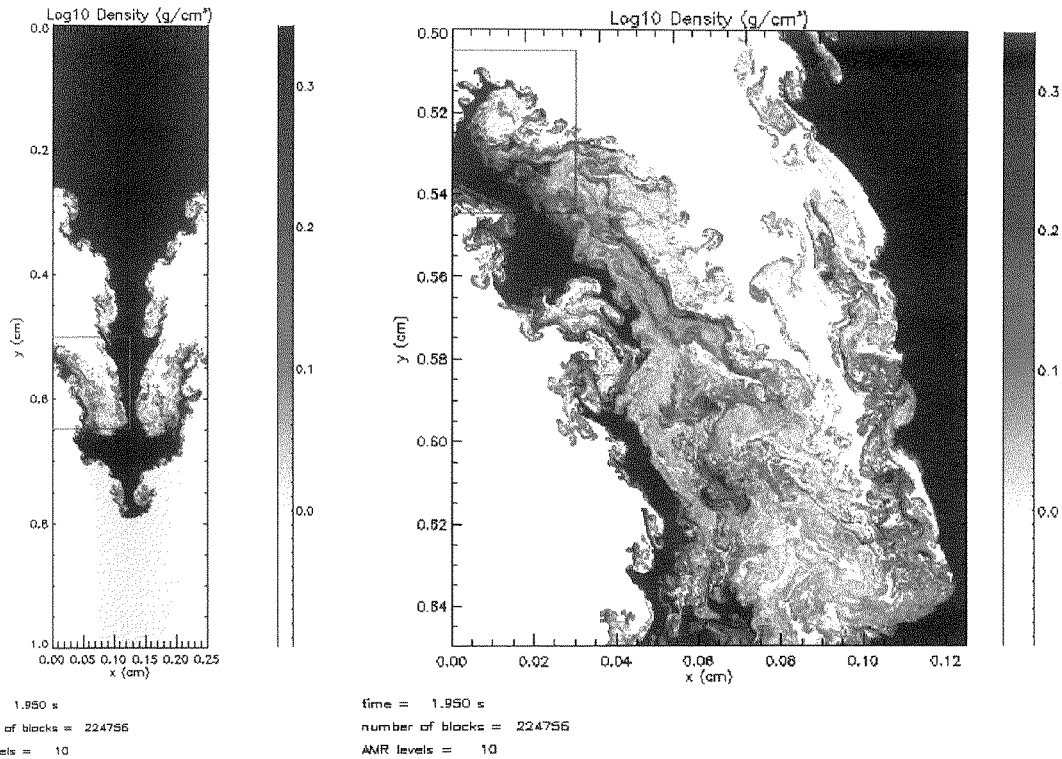 Log10 Density (g/cm³)
0.0
0.2
0.4
0.6
0.8
1.0
y (cm)
0.00 0.05 0.10 0.15 0.20 0.25
x (cm)
0.3
0.2
0.1
0.0
1.950 s
of blocks = 224756
els = 10
Log10 Density (g/cm³)
0.50
0.52
0.54
0.56
0.58
0.60
0.62
0.64
y (cm)
0.00 0.02 0.04 0.06 0.08 0.10 0.12
x (cm)
0.3
0.2
0.1
0.0
time = 1.950 s
number of blocks = 224756
AMR levels = 10